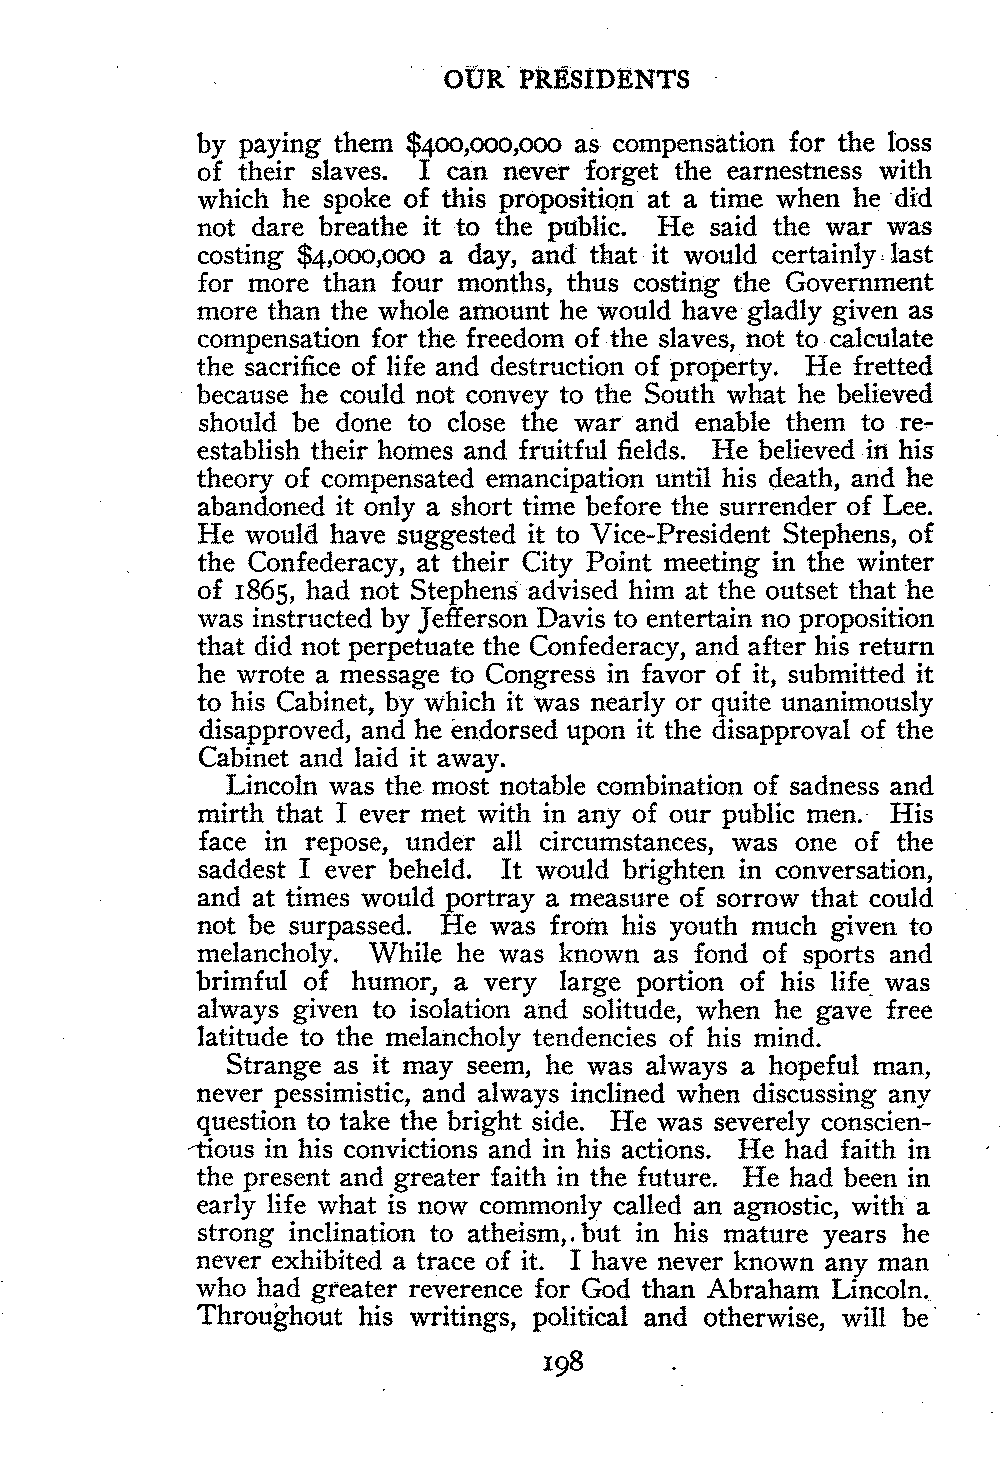 OUR PRESIDENTS
by paying them $400,000,000 as compensation for the loss
of their slaves. I can never forget the earnestness with
which he spoke of this proposition at a time when he did
not dare breathe it to the public. He said the war was
costing $4,000,000 a day, and that it would certainly last
for more than four months, thus costing the Government
more than the whole amount he would have gladly given as
compensation for the freedom of the slaves, not to calculate
the sacrifice of life and destruction of property. He fretted
because he could not convey to the South what he believed
should be done to close the war and enable them to re-
establish their homes and fruitful fields. He believed in his
theory of compensated emancipation until his death, and he
abandoned it only a short time before the surrender of Lee.
He would have suggested it to Vice-President Stephens, of
the Confederacy, at their City Point meeting in the winter
of 1865, had not Stephens advised him at the outset that he
was instructed by Jefferson Davis to entertain no proposition
that did not perpetuate the Confederacy, and after his return
he wrote a message to Congress in favor of it, submitted it
to his Cabinet, by which it was nearly or quite unanimously
disapproved, and he endorsed upon it the disapproval of the
Cabinet and laid it away.
Lincoln was the most notable combination of sadness and
mirth that I ever met with in any of our public men. His
face in repose, under all circumstances, was one of the
saddest I ever beheld. It would brighten in conversation,
and at times would portray a measure of sorrow that could
not be surpassed. He was from his youth much given to
melancholy. While he was known as fond of sports and
brimful of humor, a very large portion of his life was
always given to isolation and solitude, when he gave free
latitude to the melancholy tendencies of his mind.
Strange as it may seem, he was always a hopeful man,
never pessimistic, and always inclined when discussing any
question to take the bright side. He was severely conscien-
tious in his convictions and in his actions. He had faith in
the present and greater faith in the future. He had been in
early life what is now commonly called an agnostic, with a
strong inclination to atheism, but in his mature years he
never exhibited a trace of it. I have never known any man
who had greater reverence for God than Abraham Lincoln.
Throughout his writings, political and otherwise, will be
198